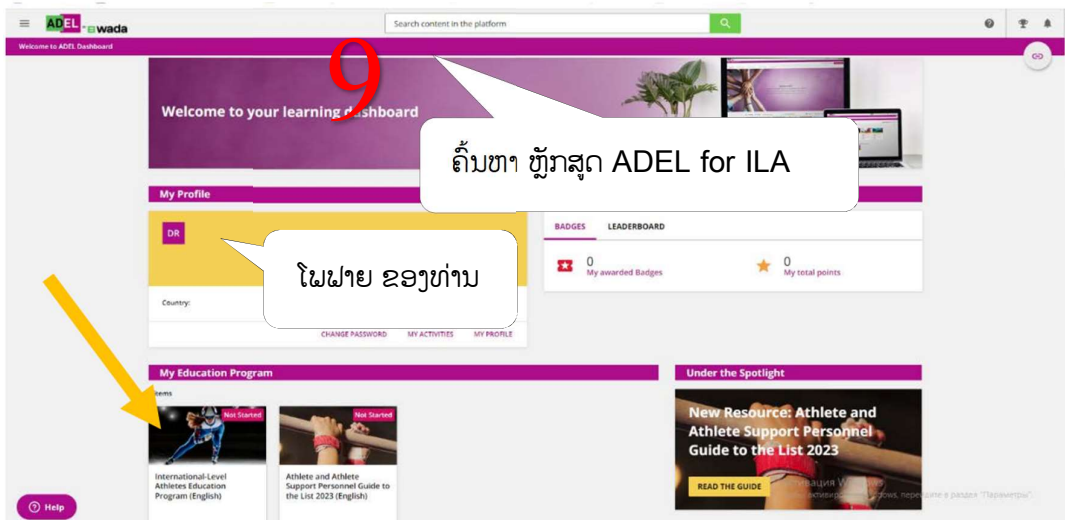 ADEL by wada
Search content in the platform
Welcome to ADEL Dashboard
9
Welcome to your learning dashboard
ຄົ້ນຫາ ຫຼັກສູດ ADEL for ILA
My Profile
DR
ໂພຟາຍ ຂອງທ່ານ
Country:
CHANGE PASSWORD MY ACTIVITIES MY PROFILE
BADGES LEADERBOARD
0
My awarded Badges
0
My total points
My Education Program
items
Not Started
International-Level
Athletes Education
Program (English)
Not Started
Athlete and Athlete
Support Personnel Guide to
the List 2023 (English)
Under the Spotlight
New Resource: Athlete and
Athlete Support Personnel
Guide to the List 2023
READ THE GUIDE
Help